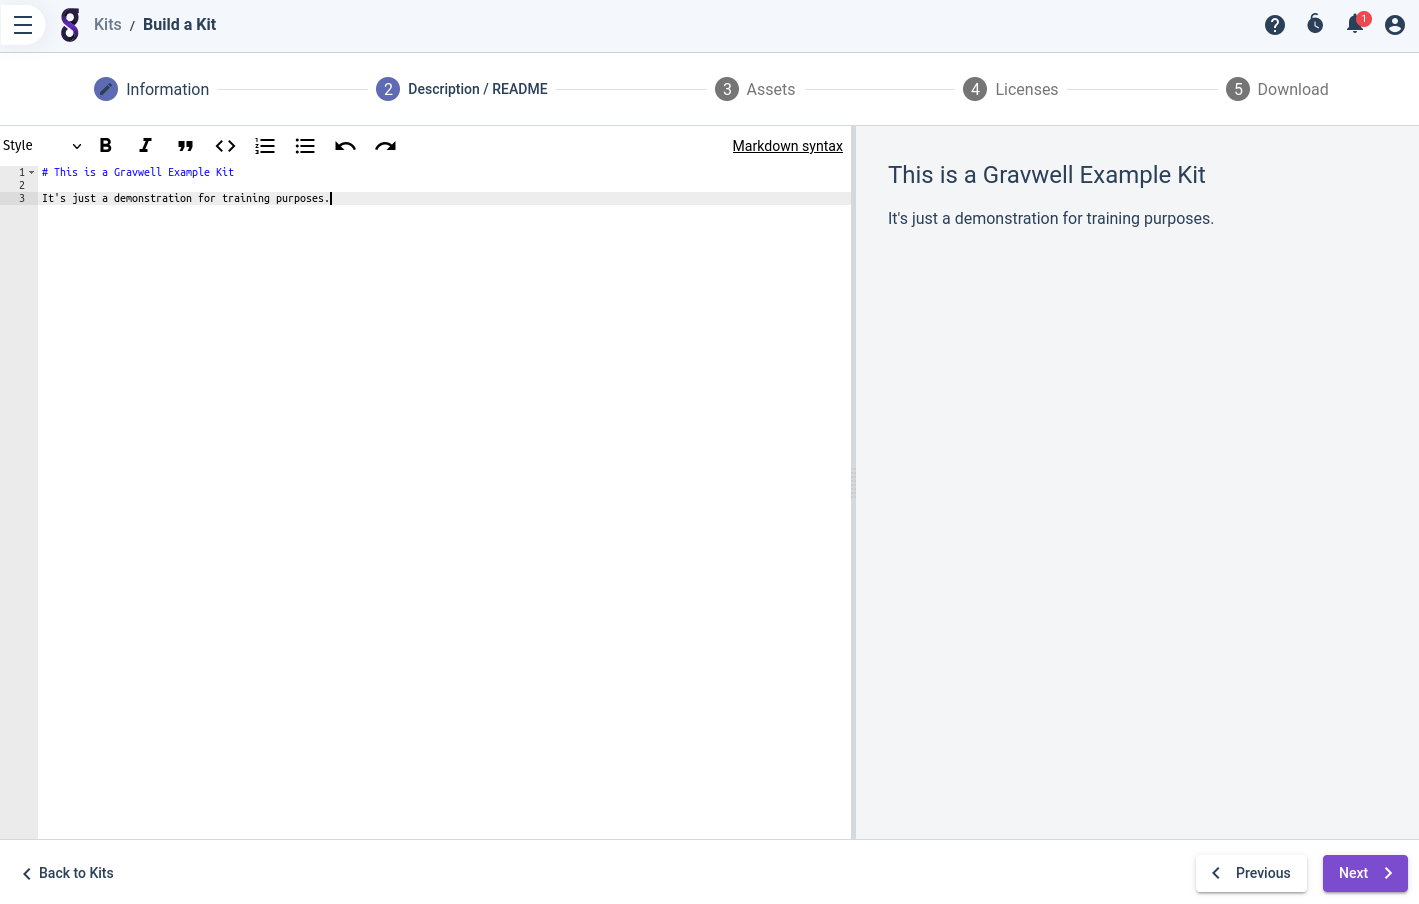 Kits / Build a Kit
1
Information
2 Description / README
3 Assets
4 Licenses
5 Download
Style
Markdown syntax
1 # This is a Gravwell Example Kit
2
3 It's just a demonstration for training purposes.
This is a Gravwell Example Kit
It's just a demonstration for training purposes.
Back to Kits
Previous
Next